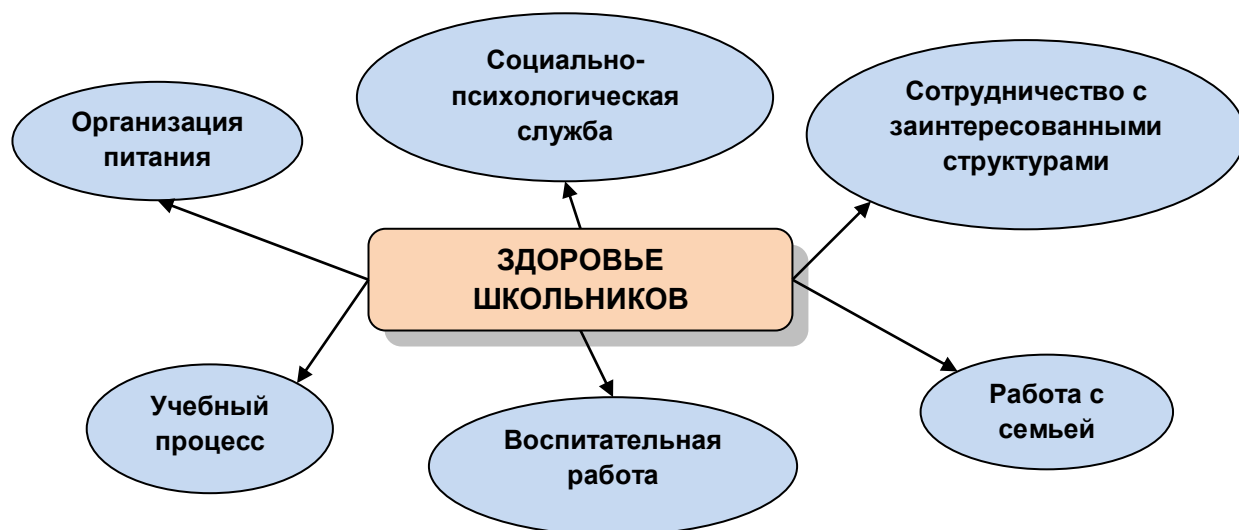 Социально-
психологическая
служба
Организация
питания
Сотрудничество с
заинтересованными
структурами
ЗДОРОВЬЕ
ШКОЛЬНИКОВ
Учебный
процесс
Воспитательная
работа
Работа с
семьей